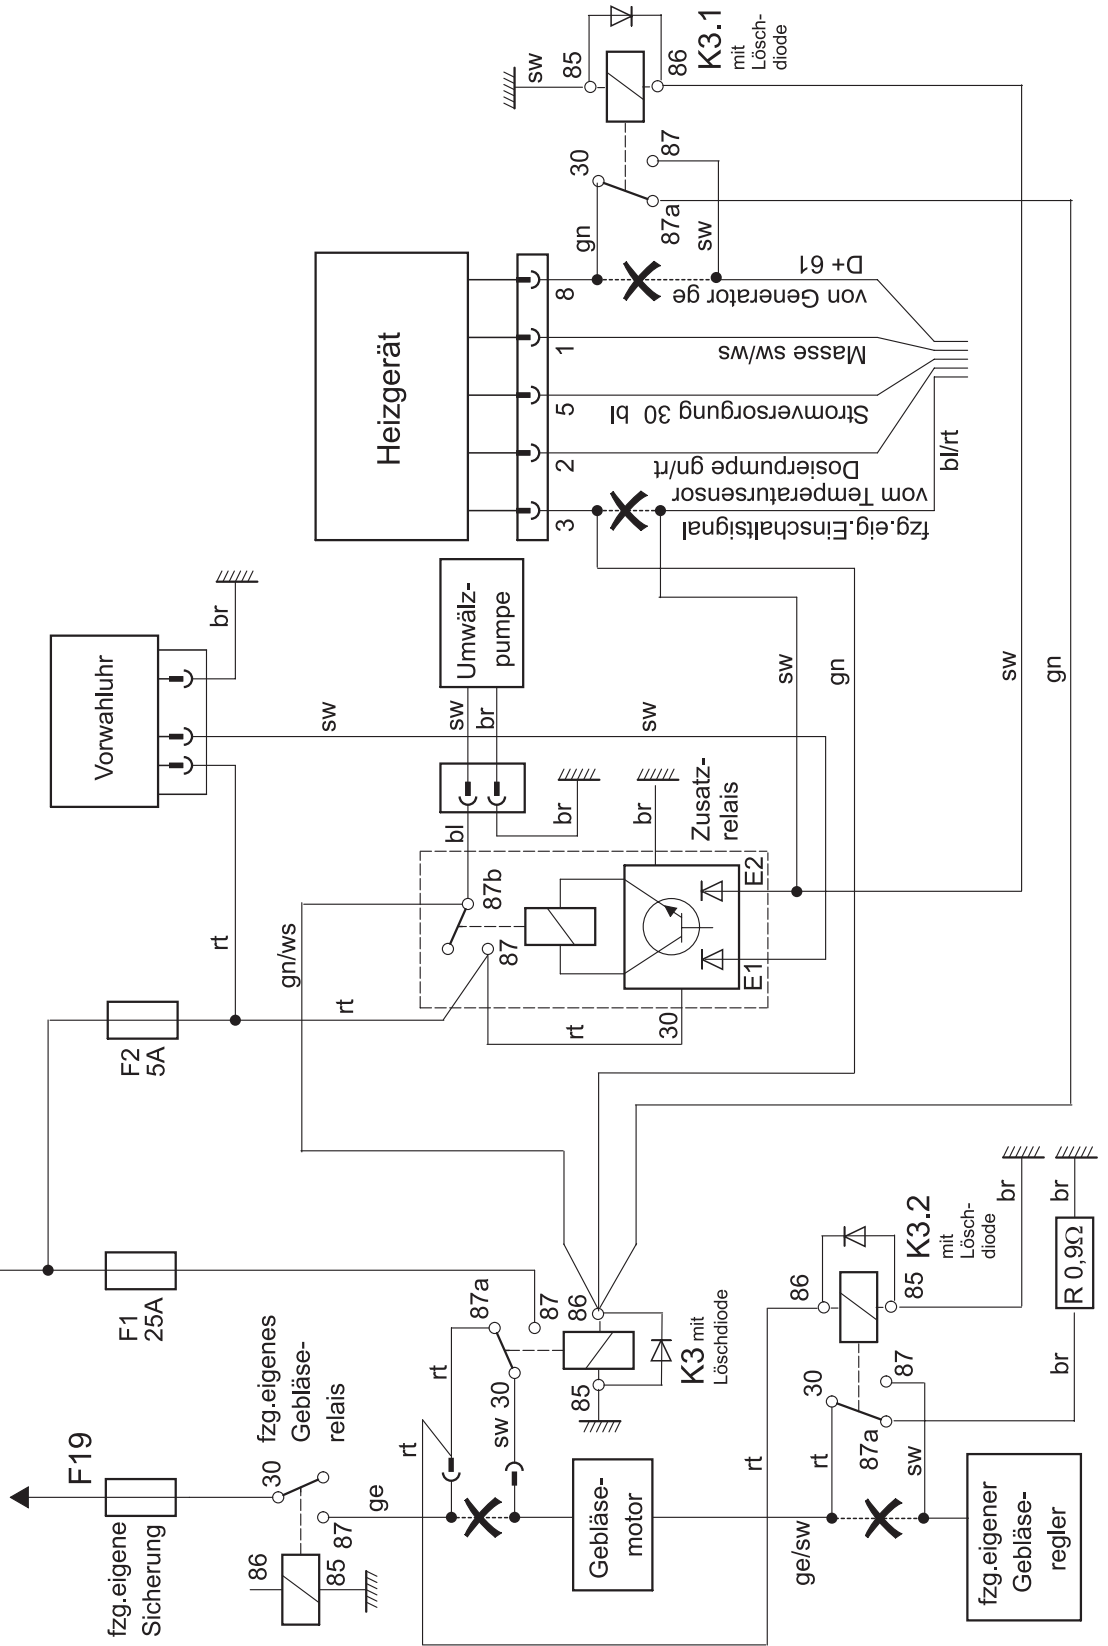 K3.1
mit
Lösch-
diode
85
86
sw
30
87
87a
gn
sw
Heizgerät
8
1
5
2
3
D+ 61
von Generator ge
Masse sw/ws
Stromversorgung 30 bl
Dosierpumpe gn/rt
vom Temperatursensor
fzg.eig.Einschaltsignal
bl/rt
Vorwahluhr
br
sw
rt
Umwälz-
pumpe
sw
br
sw
bl
br
br
Zusatz-
relais
sw
gn
sw
gn
87b
87
gn/ws
rt
rt
30
E1
E2
F2
5A
F1
25A
F19
fzg.eigene
Sicherung
fzg.eigenes
Gebläse-
relais
30
87
86
85
ge
rt
rt
87a
87
sw
30
86
85
K3 mit
Löschdiode
Gebläse-
motor
rt
ge/sw
rt
30
87
87a
sw
86
85
K3.2
mit
Lösch-
diode
br
br
R 0,9Ω
br
fzg.eigener
Gebläse-
regler